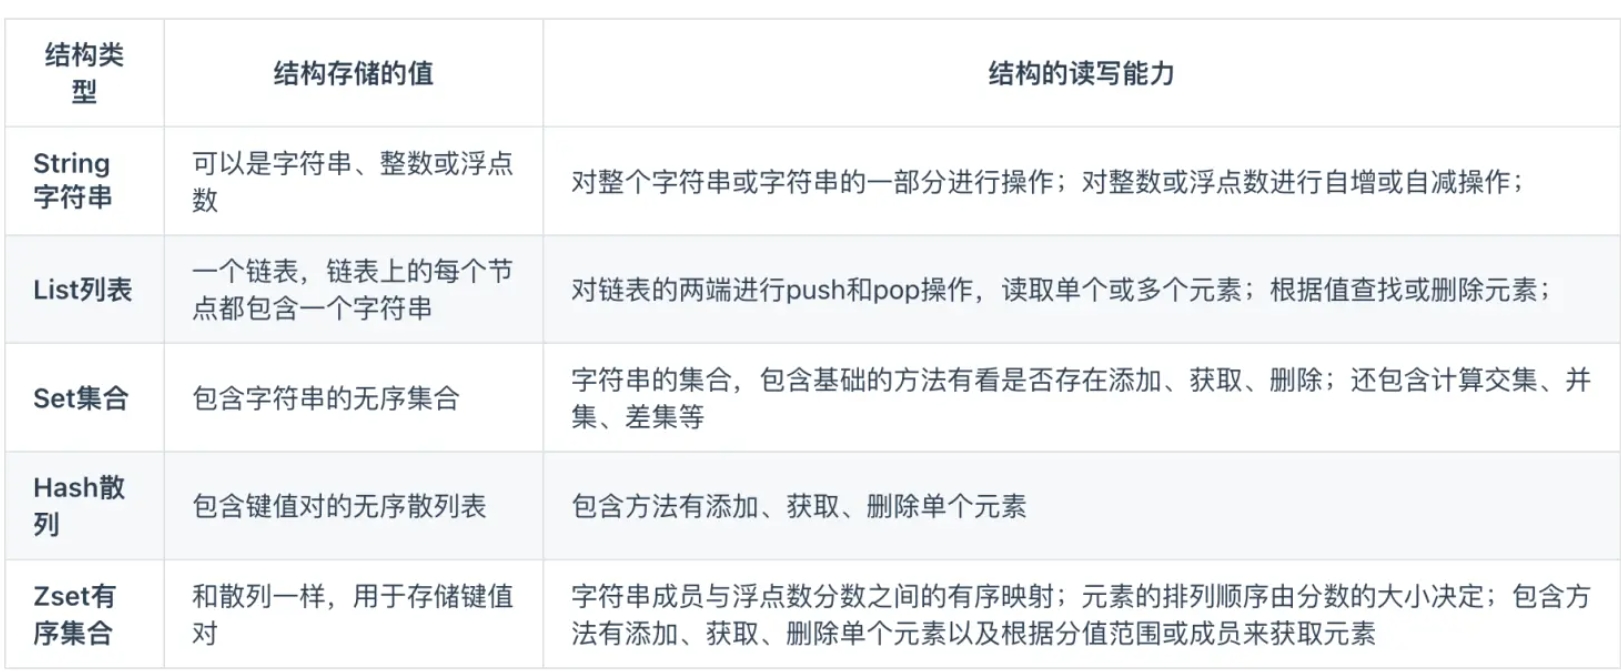 结构类
型
结构存储的值
结构的读写能力
String
字符串
可以是字符串、整数或浮点
数
对整个字符串或字符串的一部分进行操作；对整数或浮点数进行自增或自减操作；
List列表
一个链表，链表上的每个节
点都包含一个字符串
对链表的两端进行push和pop操作，读取单个或多个元素；根据值查找或删除元素；
Set集合
包含字符串的无序集合
字符串的集合，包含基础的方法有看是否存在添加、获取、删除；还包含计算交集、并
集、差集等
Hash散
列
包含键值对的无序散列表
包含方法有添加、获取、删除单个元素
Zset有
序集合
和散列一样，用于存储键值
对
字符串成员与浮点数分数之间的有序映射；元素的排列顺序由分数的大小决定；包含方
法有添加、获取、删除单个元素以及根据分值范围或成员来获取元素